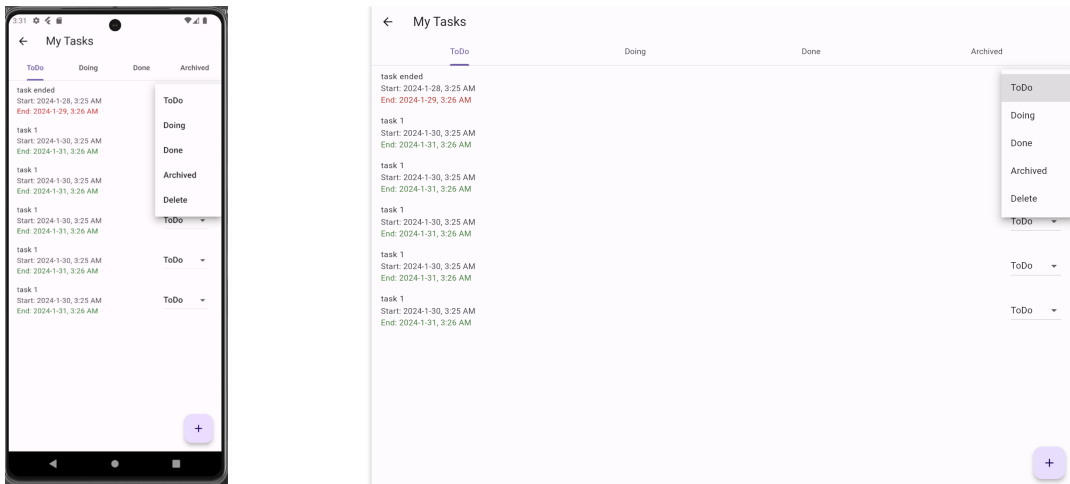 3:31
My Tasks
ToDo Doing Done Archived
task ended
Start: 2024-1-28, 3:25 AM
End: 2024-1-29, 3:26 AM
task 1
Start: 2024-1-30, 3:25 AM
End: 2024-1-31, 3:26 AM
task 1
Start: 2024-1-30, 3:25 AM
End: 2024-1-31, 3:26 AM
task 1
Start: 2024-1-30, 3:25 AM
End: 2024-1-31, 3:26 AM
task 1
Start: 2024-1-30, 3:25 AM
End: 2024-1-31, 3:26 AM
task 1
Start: 2024-1-30, 3:25 AM
End: 2024-1-31, 3:26 AM
ToDo
Doing
Done
Archived
Delete
ToDo
ToDo
ToDo
+
My Tasks
ToDo Doing Done Archived
task ended
Start: 2024-1-28, 3:25 AM
End: 2024-1-29, 3:26 AM
task 1
Start: 2024-1-30, 3:25 AM
End: 2024-1-31, 3:26 AM
task 1
Start: 2024-1-30, 3:25 AM
End: 2024-1-31, 3:26 AM
task 1
Start: 2024-1-30, 3:25 AM
End: 2024-1-31, 3:26 AM
task 1
Start: 2024-1-30, 3:25 AM
End: 2024-1-31, 3:26 AM
task 1
Start: 2024-1-30, 3:25 AM
End: 2024-1-31, 3:26 AM
ToDo
Doing
Done
Archived
Delete
ToDo
ToDo
ToDo
+